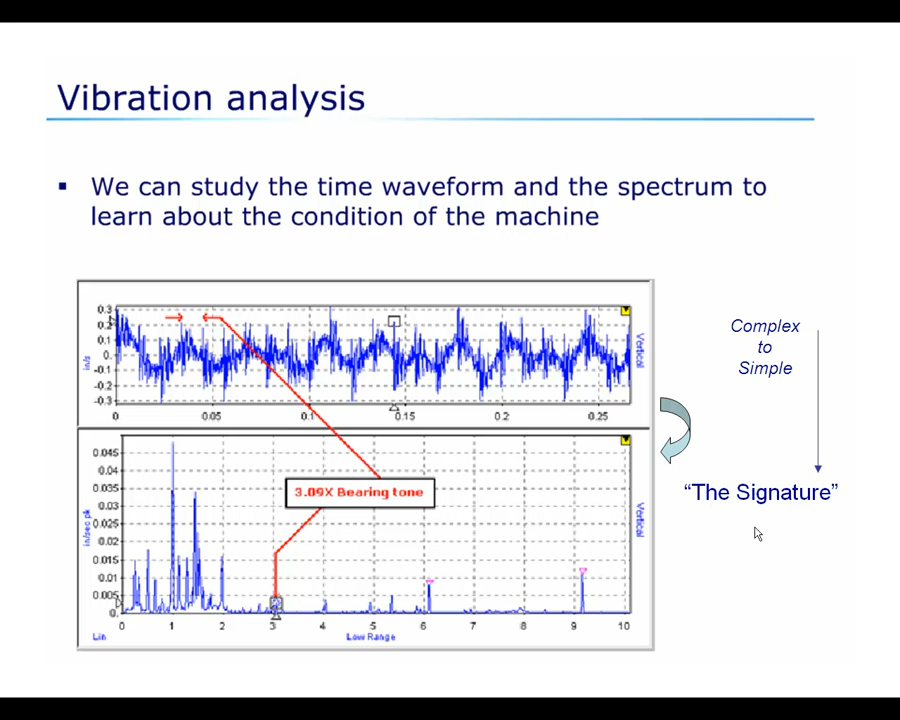 Vibration analysis
▪ We can study the time waveform and the spectrum to
learn about the condition of the machine
0.3
0.2
0.1
0.
-0.1
-0.2
-0.3
in/s
Vertical
0 0.05 0.1 0.15 0.2 0.25
Complex
to
Simple
0.045
0.04
0.035
0.03
0.025
0.02
0.015
0.01
0.005
0.
in/sec pk
3.09X Bearing tone
Vertical
0 1 2 3 4 5 6 7 8 9 10
Lin Low Range
“The Signature”